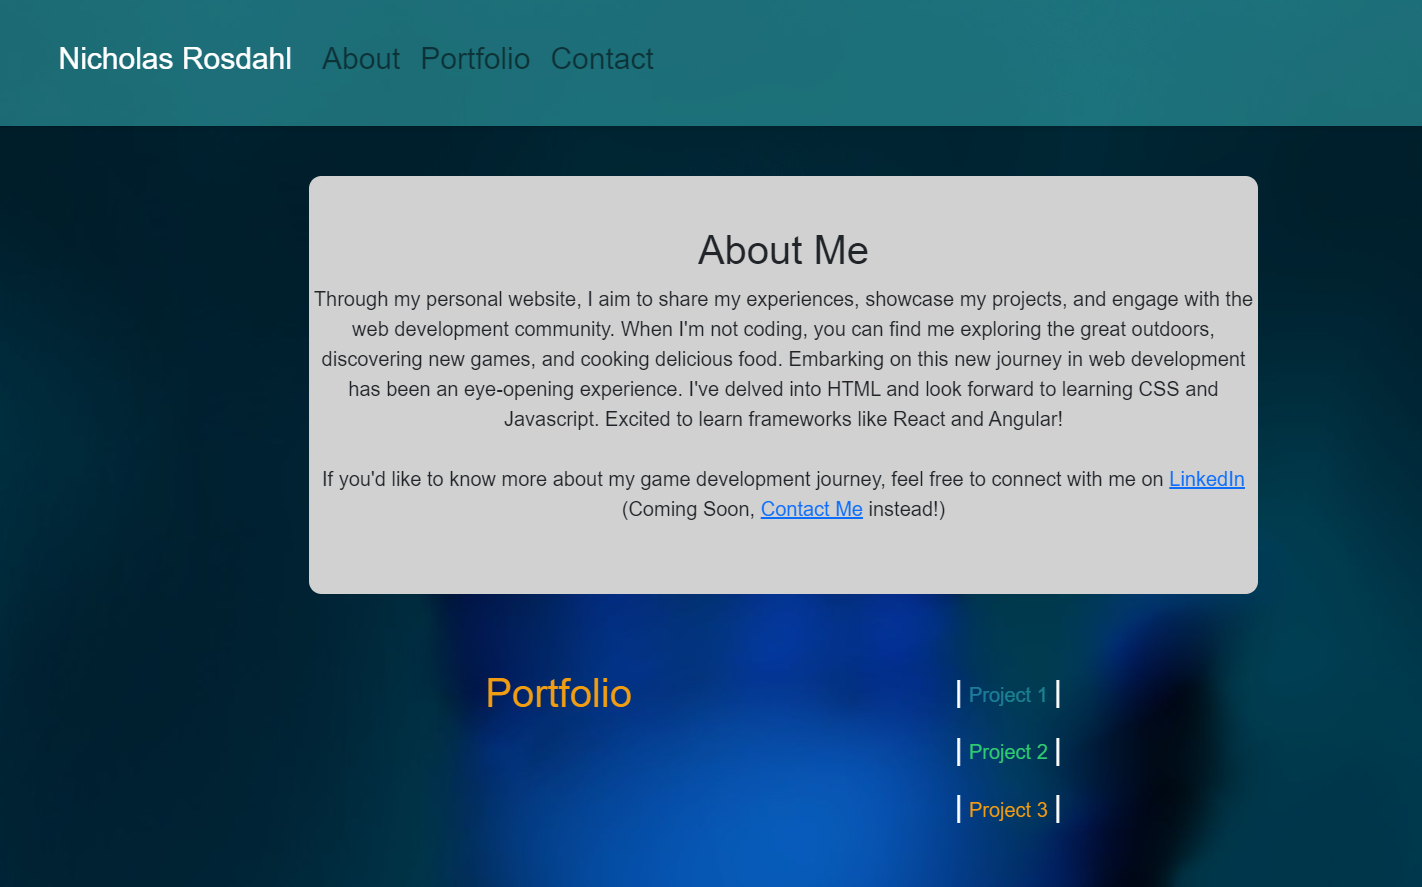 Nicholas Rosdahl About Portfolio Contact
About Me
Through my personal website, I aim to share my experiences, showcase my projects, and engage with the
web development community. When I'm not coding, you can find me exploring the great outdoors,
discovering new games, and cooking delicious food. Embarking on this new journey in web development
has been an eye-opening experience. I've delved into HTML and look forward to learning CSS and
Javascript. Excited to learn frameworks like React and Angular!
If you'd like to know more about my game development journey, feel free to connect with me on LinkedIn
(Coming Soon, Contact Me instead!)
Portfolio
| Project 1 |
| Project 2 |
| Project 3 |